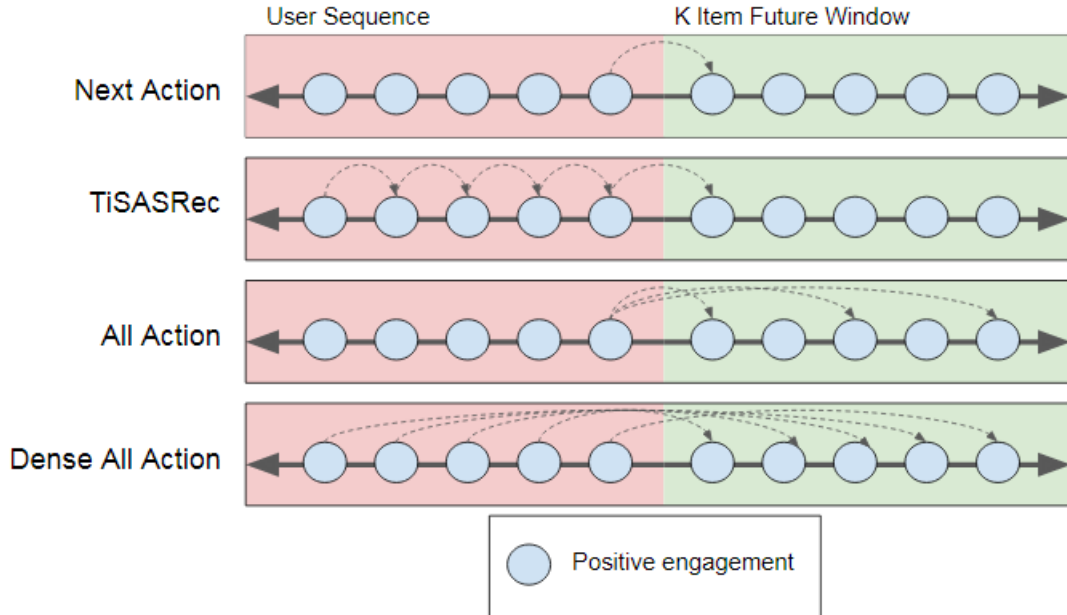 User Sequence
K Item Future Window
Next Action
TiSASRec
All Action
Dense All Action
Positive engagement